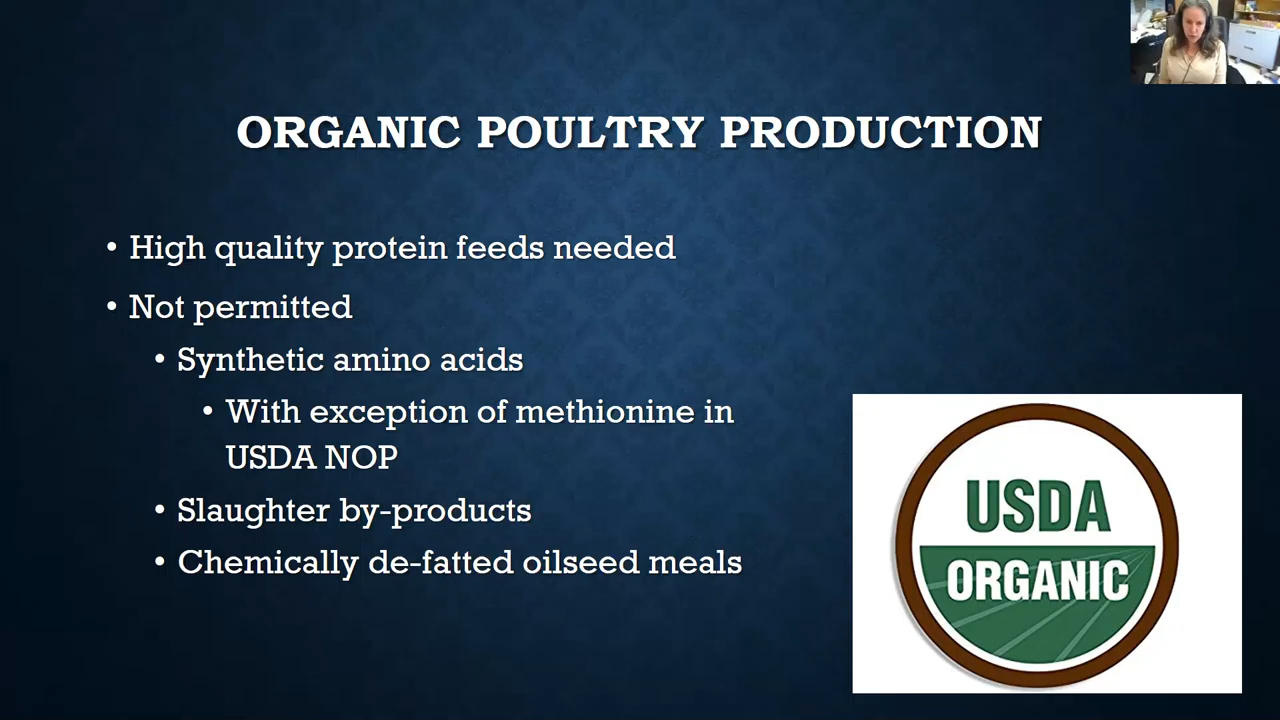 ORGANIC POULTRY PRODUCTION
• High quality protein feeds needed
• Not permitted
• Synthetic amino acids
• With exception of methionine in
USDA NOP
• Slaughter by-products
• Chemically de-fatted oilseed meals
USDA
ORGANIC